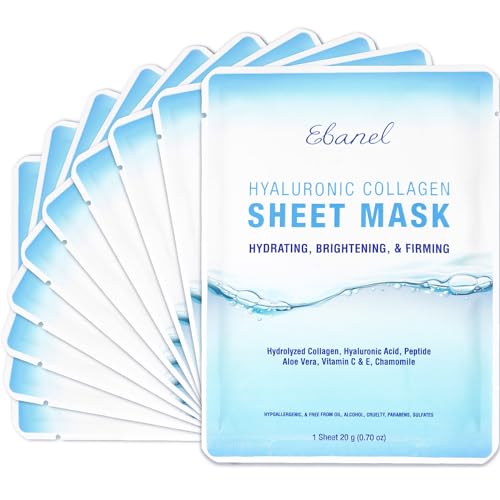 Ebanel
HYALURONIC COLLAGEN
SHEET MASK
HYDRATING, BRIGHTENING, & FIRMING
Hydrolyzed Collagen, Hyaluronic Acid, Peptide
Aloe Vera, Vitamin C & E, Chamomile
HYPOALLERGENIC, & FREE FROM OIL, ALCOHOL, CRUELTY, PARABENS, SULFATES
1 Sheet 20 g (0.70 oz)